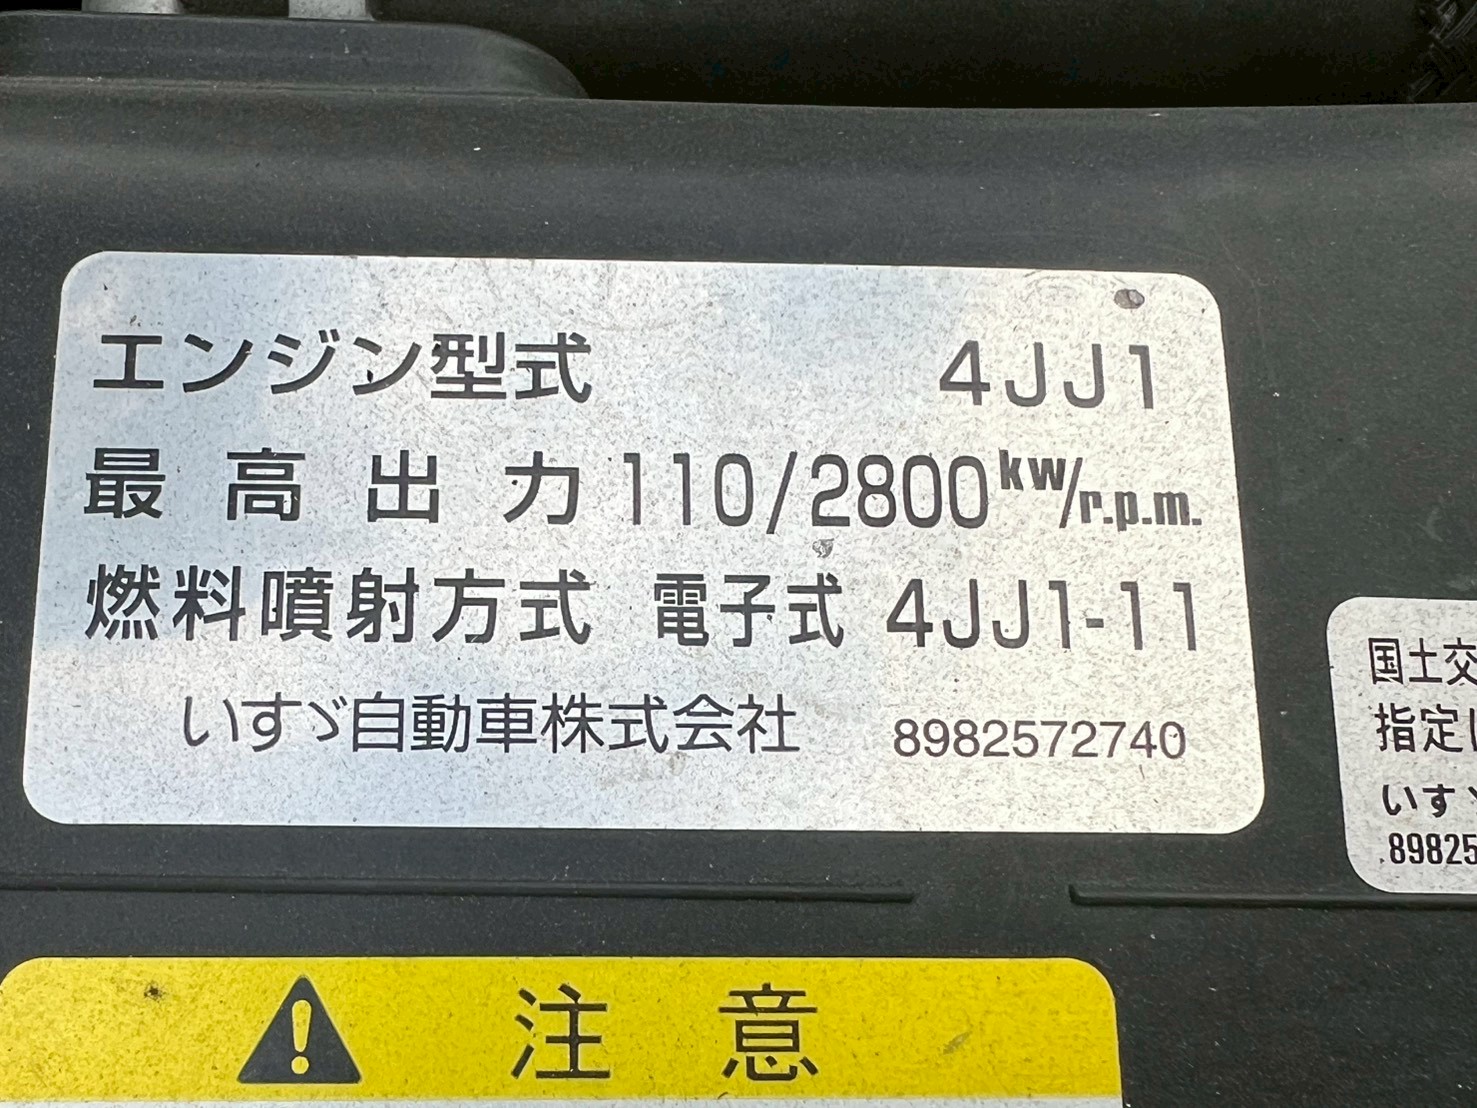 エンジン型式 4JJ1
最高出力 110/2800kw/r.p.m.
燃料噴射方式 電子式 4JJ1-11
いすゞ自動車株式会社 8982572740
国土交
指定
いすゞ
89825
注意